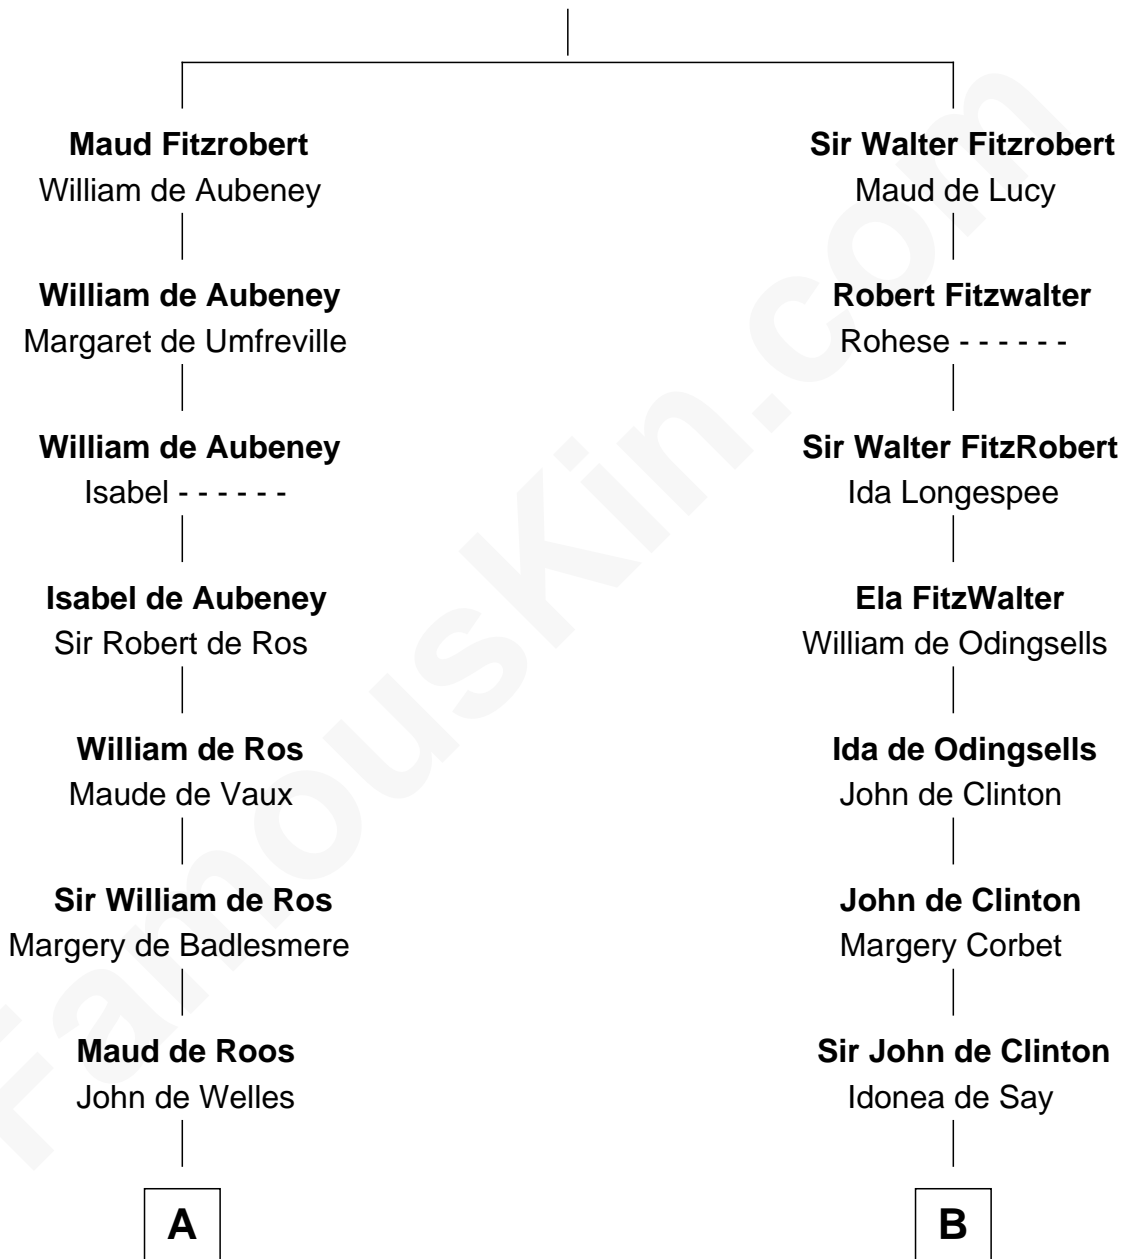 Maud Fitzrobert
William de Aubeney
William de Aubeney
Margaret de Umfreville
William de Aubeney
Isabel - - - - - -
Isabel de Aubeney
Sir Robert de Ros
William de Ros
Maude de Vaux
Sir William de Ros
Margery de Badlesmere
Maud de Roos
John de Welles
A
Sir Walter Fitzrobert
Maud de Lucy
Robert Fitzwalter
Rohese - - - - - -
Sir Walter FitzRobert
Ida Longespee
Ela FitzWalter
William de Odingsells
Ida de Odingsells
John de Clinton
John de Clinton
Margery Corbet
Sir John de Clinton
Idonea de Say
B
FamousKin.com